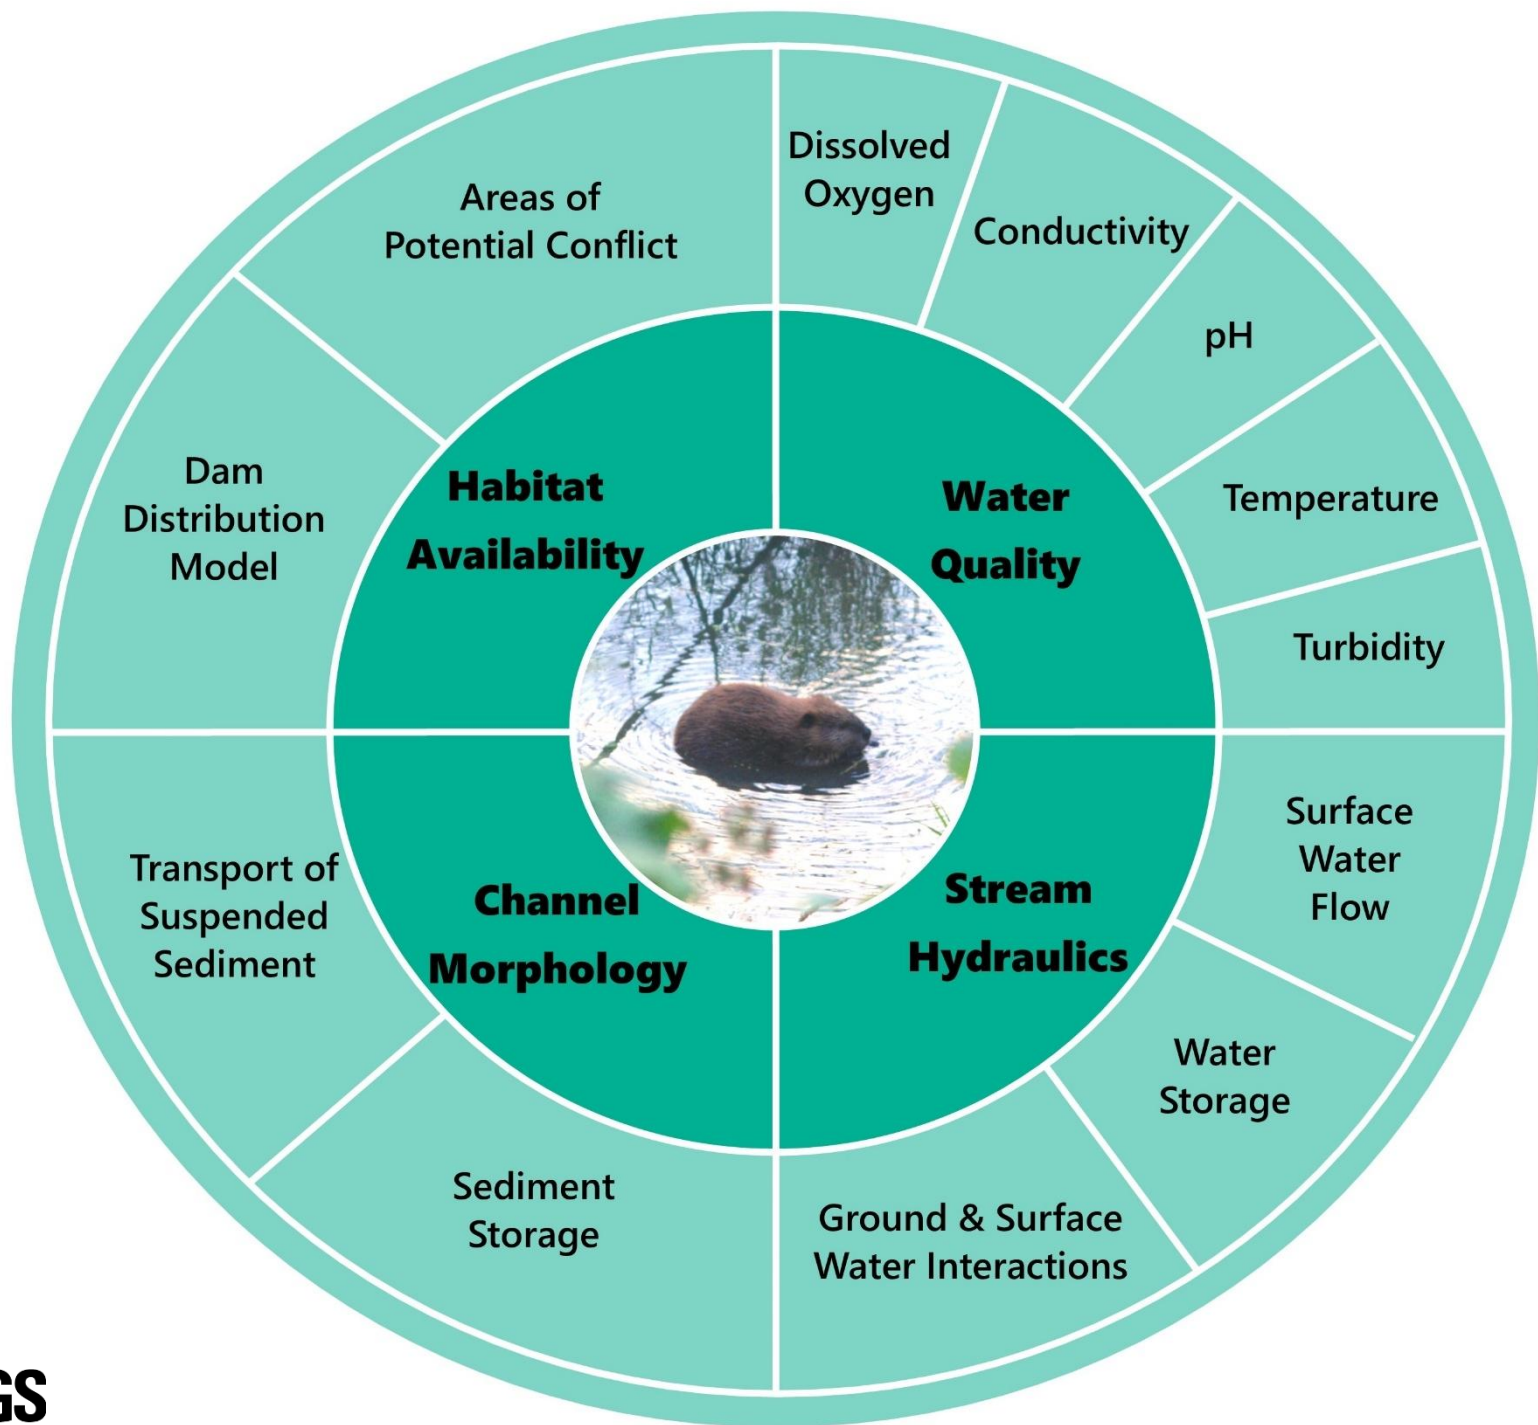 Dissolved
Oxygen
Conductivity
pH
Temperature
Turbidity
Surface
Water
Flow
Water
Storage
Ground & Surface
Water Interactions
Sediment
Storage
Transport of
Suspended
Sediment
Dam
Distribution
Model
Areas of
Potential Conflict
Habitat
Availability
Water
Quality
Stream
Hydraulics
Channel
Morphology
GS